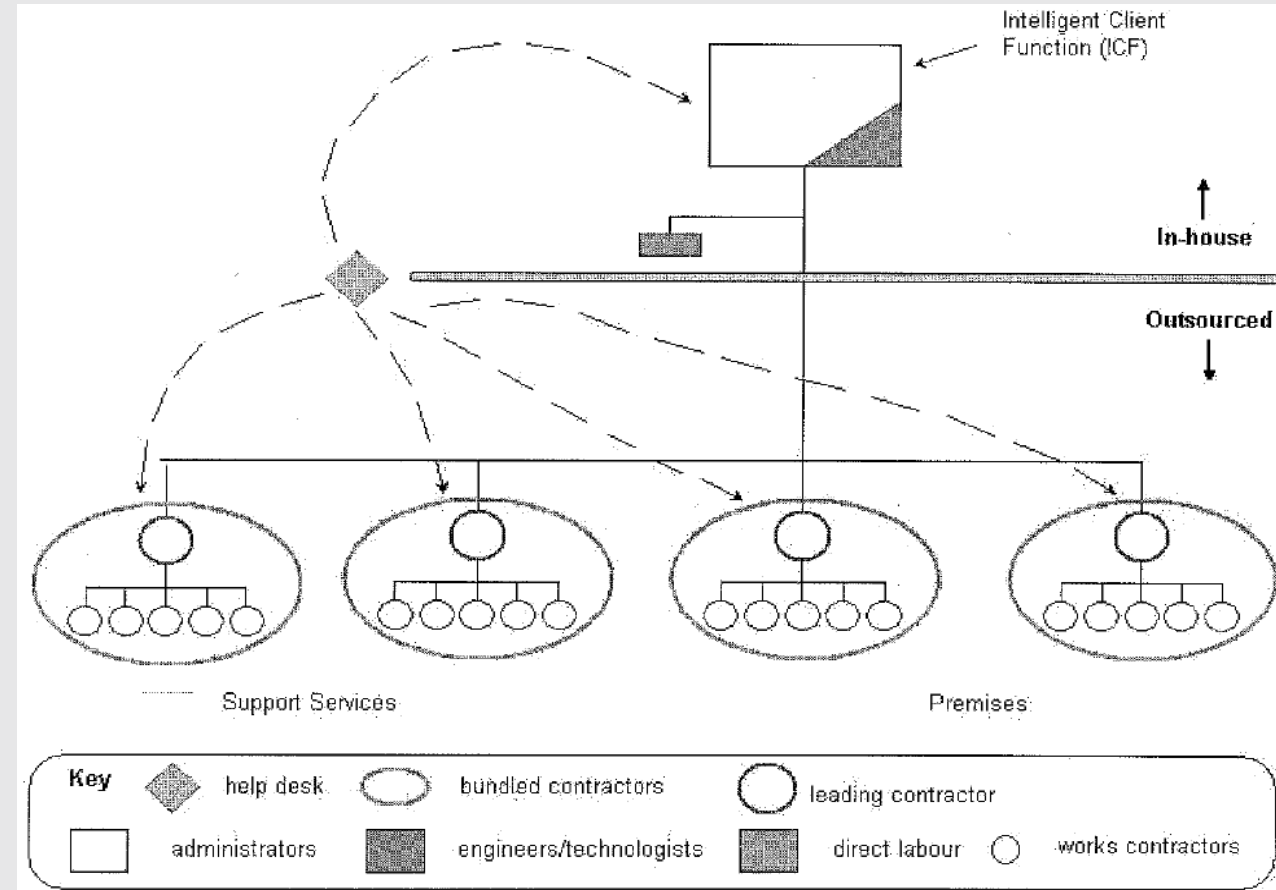 Intelligent Client
Function (ICF)
In-house
Outsourced
Support Services
Premises
Key
help desk
bundled contractors
leading contractor
administrators
engineers/technologists
direct labour
works contractors